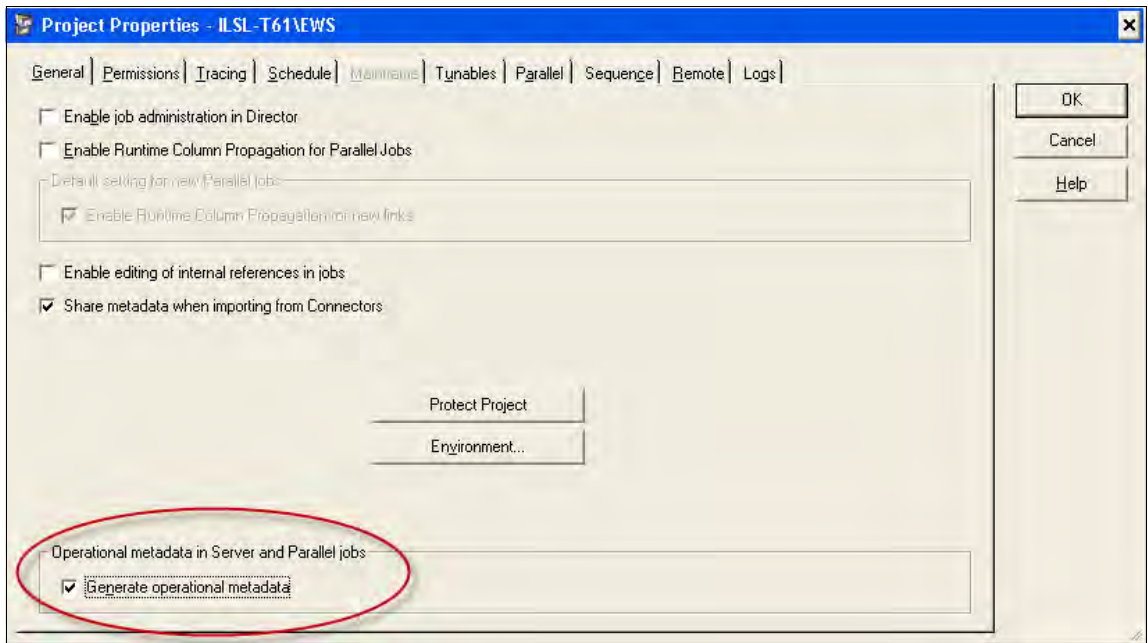 Project Properties - ILSL-T61\EWS
General Permissions Tracing Schedule Mainframe Tunables Parallel Sequence Remote Logs
Enable job administration in Director
Enable Runtime Column Propagation for Parallel Jobs
Default setting for new Parallel jobs
Enable Runtime Column Propagation for new links
Enable editing of internal references in jobs
Share metadata when importing from Connectors
Protect Project
Environment...
Operational metadata in Server and Parallel jobs
Generate operational metadata
OK
Cancel
Help